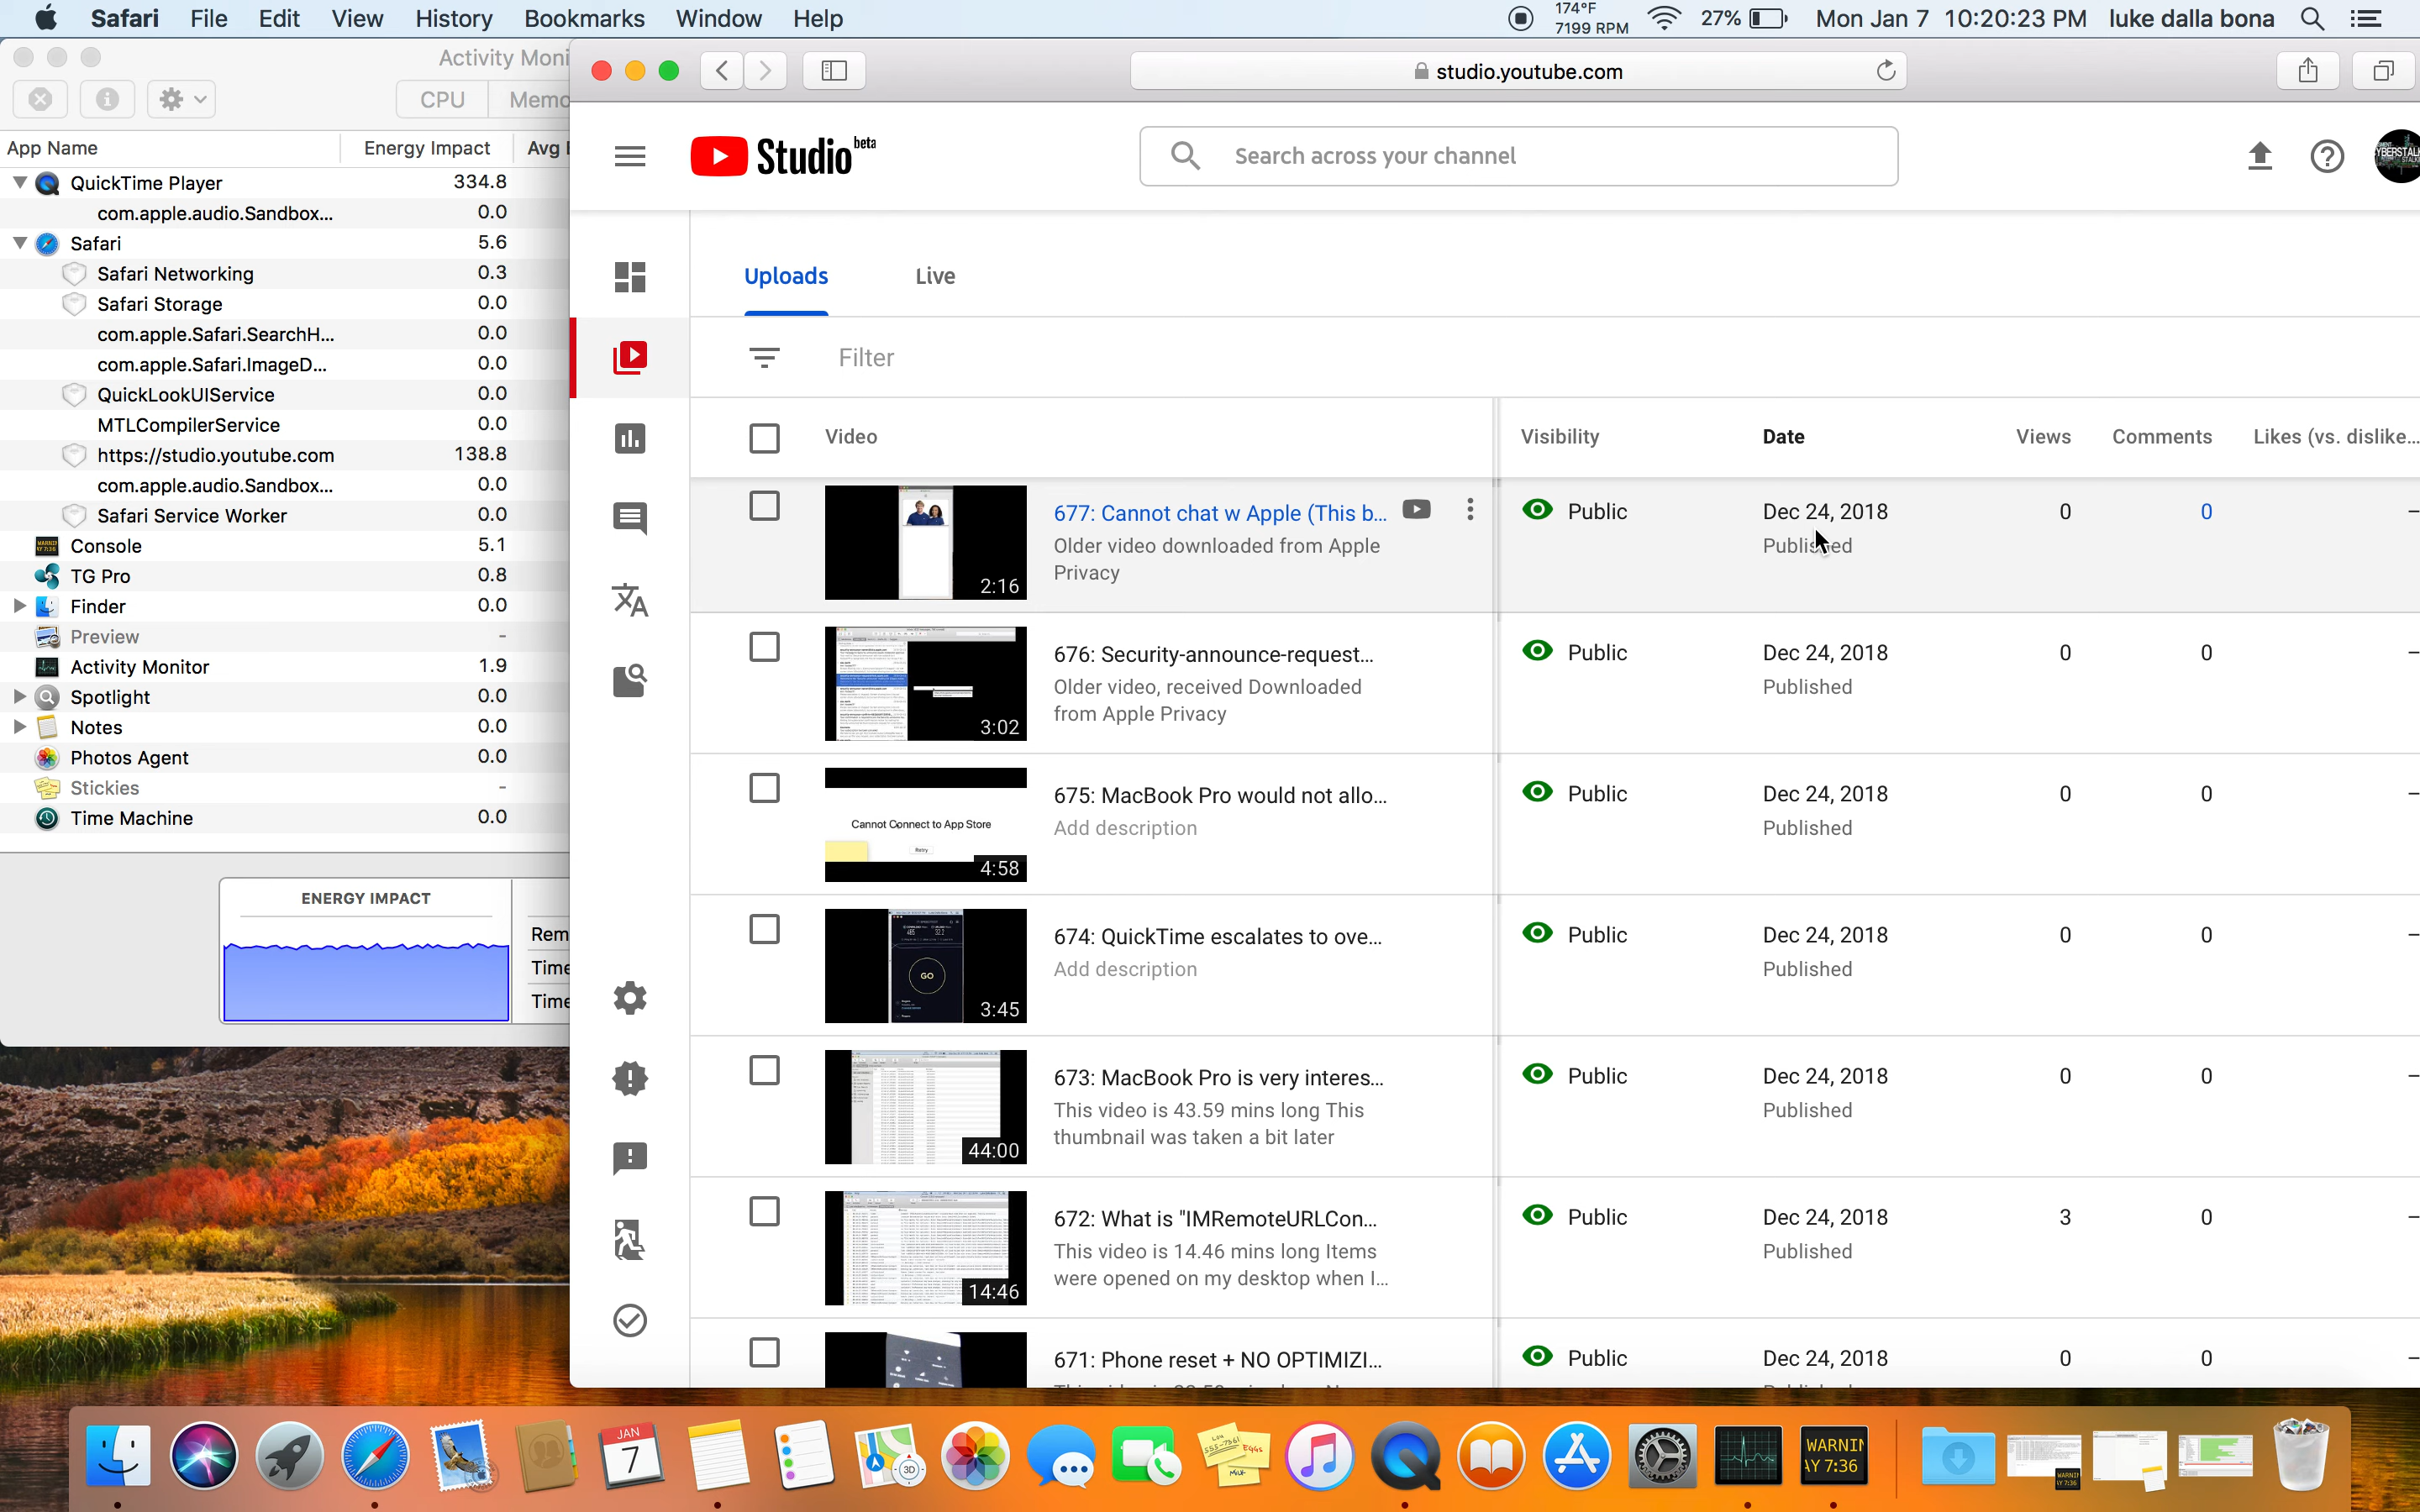 Safari File Edit View History Bookmarks Window Help
174°F
7199 RPM
27% Mon Jan 7 10:20:23 PM luke dalla bona
Activity Moni
CPU Memo
App Name Energy Impact Avg
QuickTime Player 334.8
com.apple.audio.Sandbox... 0.0
Safari 5.6
Safari Networking 0.3
Safari Storage 0.0
com.apple.Safari.SearchH... 0.0
com.apple.Safari.ImageD... 0.0
QuickLookUIService 0.0
MTLCompilerService 0.0
https://studio.youtube.com 138.8
com.apple.audio.Sandbox... 0.0
Safari Service Worker 0.0
Console 5.1
TG Pro 0.8
Finder 0.0
Preview -
Activity Monitor 1.9
Spotlight 0.0
Notes 0.0
Photos Agent 0.0
Stickies -
Time Machine 0.0
ENERGY IMPACT
Rem
Time
Time
studio.youtube.com
Studio beta
Search across your channel
Uploads Live
Filter
Video Visibility Date Views Comments Likes (vs. dislike...
677: Cannot chat w Apple (This b... Public Dec 24, 2018 0 0 –
Older video downloaded from Apple Published
Privacy
2:16
676: Security-announce-request... Public Dec 24, 2018 0 0 –
Older video, received Downloaded Published
from Apple Privacy
3:02
675: MacBook Pro would not allo... Public Dec 24, 2018 0 0 –
Add description Published
Cannot Connect to App Store
Retry
4:58
674: QuickTime escalates to ove... Public Dec 24, 2018 0 0 –
Add description Published
GO
3:45
673: MacBook Pro is very interes... Public Dec 24, 2018 0 0 –
This video is 43.59 mins long This Published
thumbnail was taken a bit later
44:00
672: What is "IMRemoteURLCon... Public Dec 24, 2018 3 0 –
This video is 14.46 mins long Items Published
were opened on my desktop when I...
14:46
671: Phone reset + NO OPTIMIZI... Public Dec 24, 2018 0 0 –
JAN
7
3D
WARNIN
AY 7:36